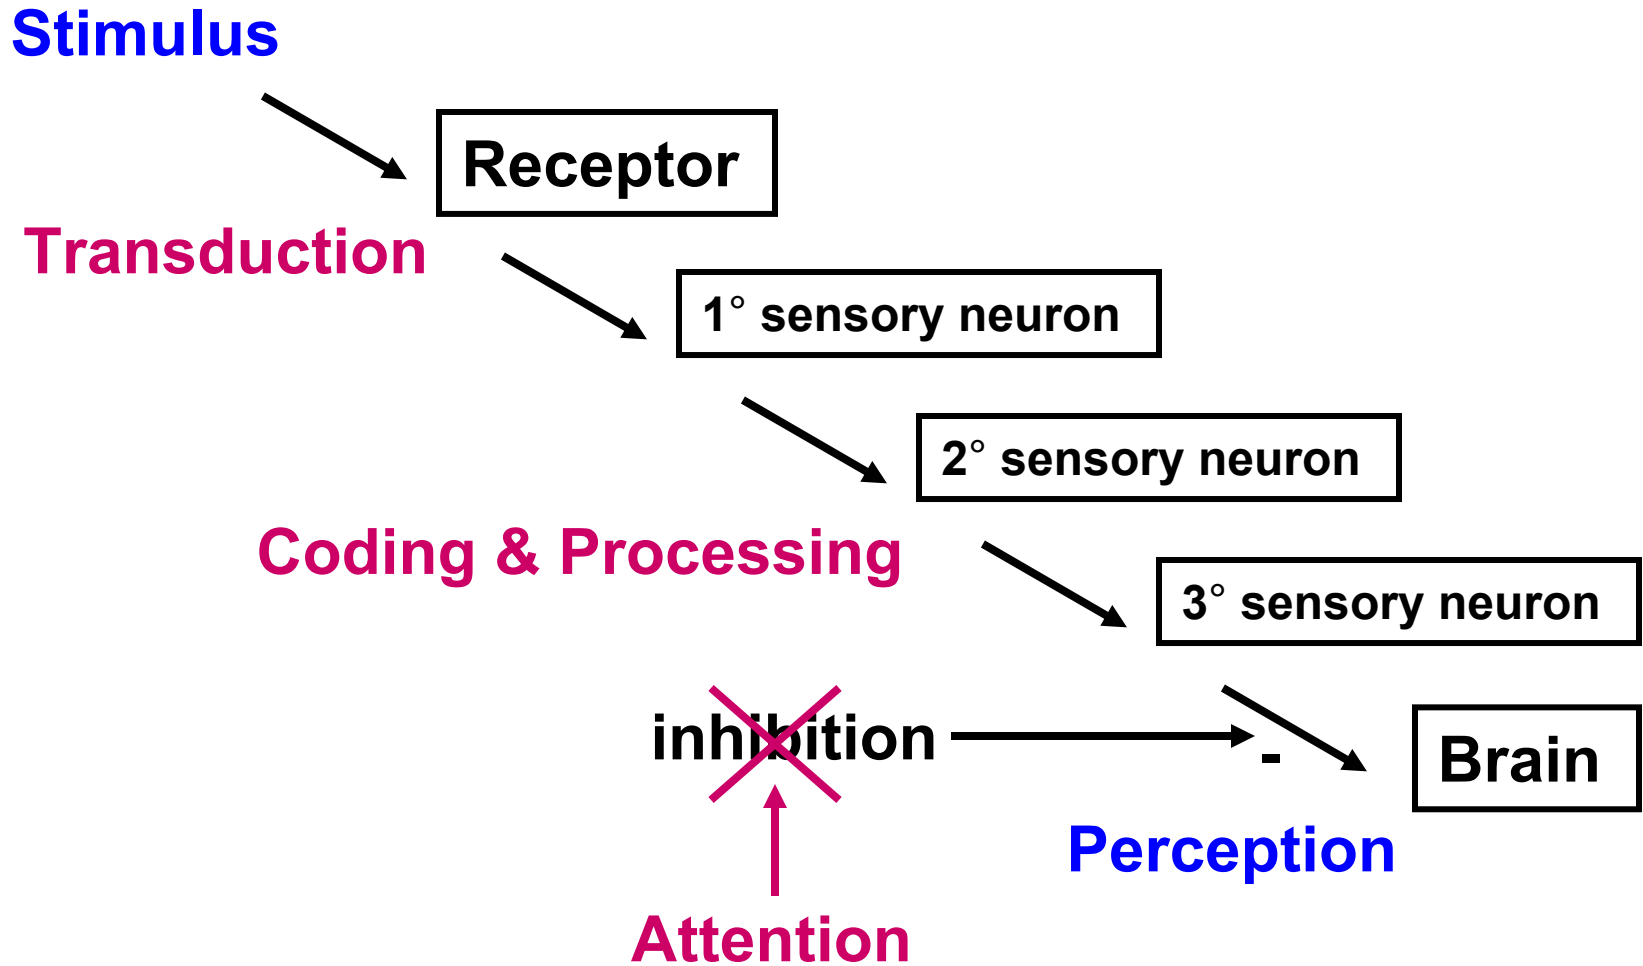 Stimulus
Receptor
Transduction
1° sensory neuron
2° sensory neuron
Coding & Processing
3° sensory neuron
inhibition
-
Brain
Perception
Attention